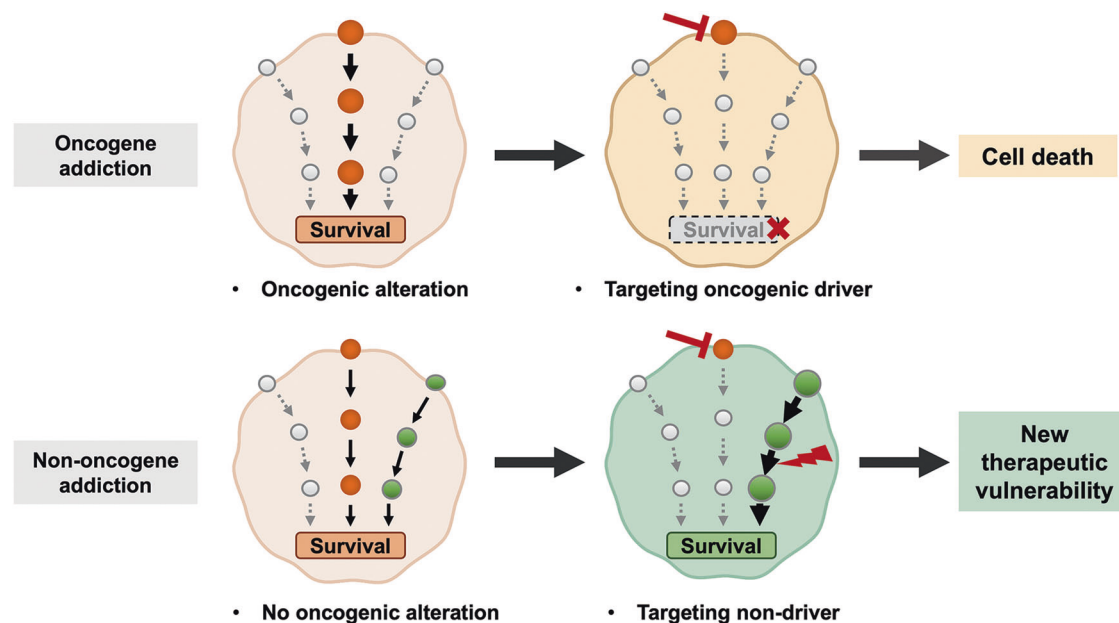 Oncogene
addiction
Survival
Survival
Cell death
• Oncogenic alteration
• Targeting oncogenic driver
Non-oncogene
addiction
Survival
Survival
New
therapeutic
vulnerability
• No oncogenic alteration
• Targeting non-driver